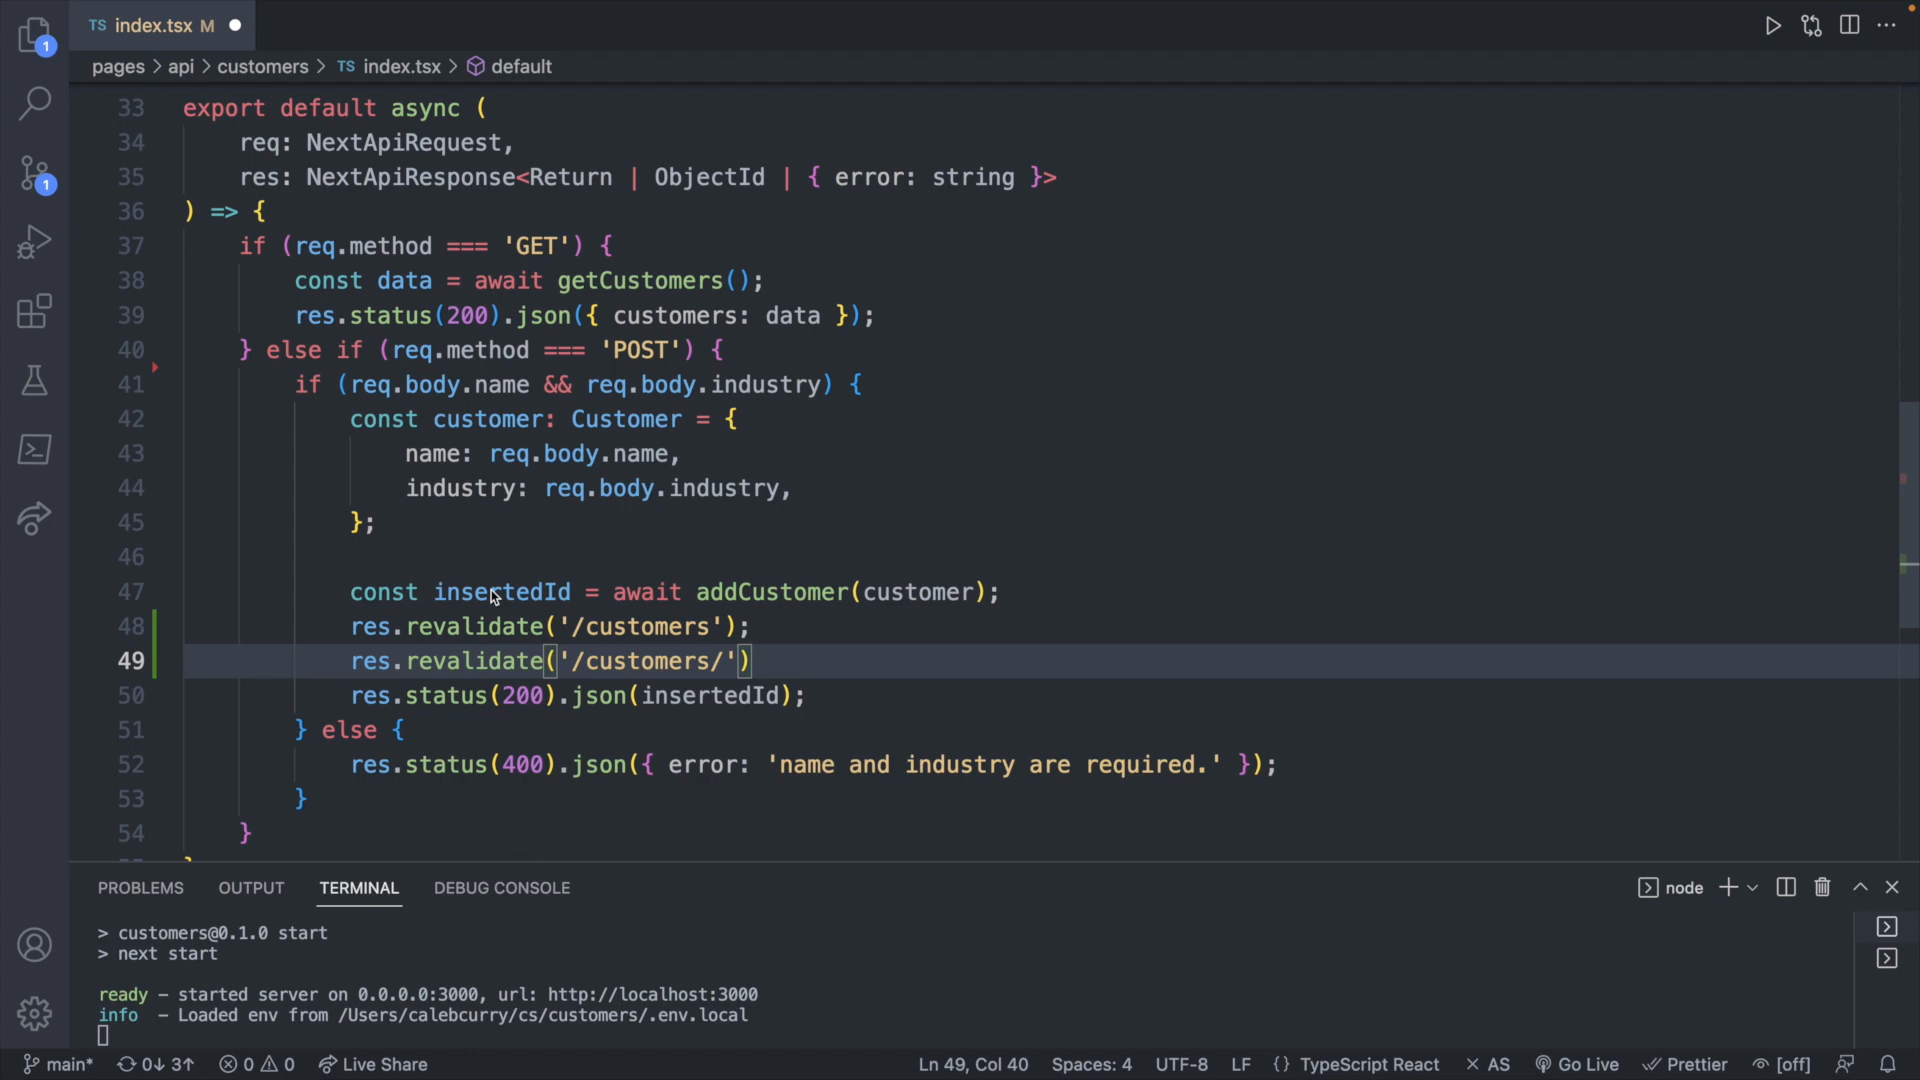 TS index.tsx M
pages > api > customers > TS index.tsx > default
33 export default async (
34 req: NextApiRequest,
35 res: NextApiResponse<Return | ObjectId | { error: string }>
36 ) => {
37 if (req.method === 'GET') {
38 const data = await getCustomers();
39 res.status(200).json({ customers: data });
40 } else if (req.method === 'POST') {
41 if (req.body.name && req.body.industry) {
42 const customer: Customer = {
43 name: req.body.name,
44 industry: req.body.industry,
45 };
46
47 const insertedId = await addCustomer(customer);
48 res.revalidate('/customers');
49 res.revalidate('/customers/')
50 res.status(200).json(insertedId);
51 } else {
52 res.status(400).json({ error: 'name and industry are required.' });
53 }
54 }
PROBLEMS OUTPUT TERMINAL DEBUG CONSOLE node
> customers@0.1.0 start
> next start
ready - started server on 0.0.0.0:3000, url: http://localhost:3000
info - Loaded env from /Users/calebcurry/cs/customers/.env.local
main* 0↓ 3↑ 0 0 Live Share Ln 49, Col 40 Spaces: 4 UTF-8 LF {} TypeScript React × AS Go Live Prettier [off]
1
1